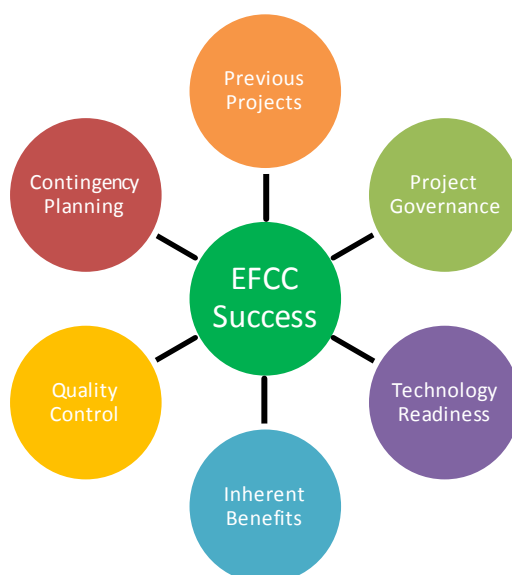 Previous
Projects
Contingency
Planning
Project
Governance
EFCC
Success
Quality
Control
Technology
Readiness
Inherent
Benefits